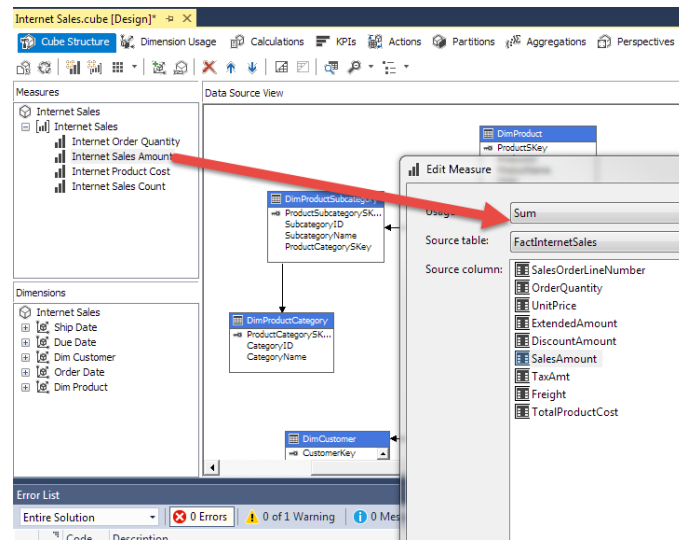 Internet Sales.cube [Design]*
Cube Structure Dimension Usage Calculations KPIs Actions Partitions Aggregations Perspectives
Measures
Internet Sales
Internet Sales
Internet Order Quantity
Internet Sales Amount
Internet Product Cost
Internet Sales Count
Dimensions
Internet Sales
Ship Date
Due Date
Dim Customer
Order Date
Dim Product
Data Source View
DimProduct
ProductSKey
DimProductSubcategory
ProductSubcategorySK...
SubcategoryID
SubcategoryName
ProductCategorySKey
DimProductCategory
ProductCategorySK...
CategoryID
CategoryName
DimCustomer
CustomerKey
Edit Measure
Usage
Sum
Source table:
FactInternetSales
Source column:
SalesOrderLineNumber
OrderQuantity
UnitPrice
ExtendedAmount
DiscountAmount
SalesAmount
TaxAmt
Freight
TotalProductCost
Error List
Entire Solution 0 Errors 0 of 1 Warning 0 Mes
Code Description